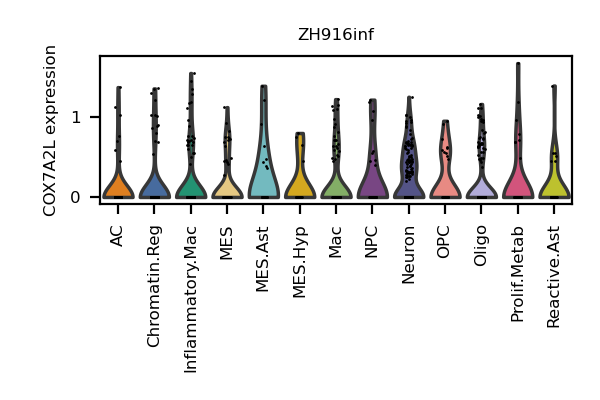 ZH916inf
COX7A2L expression
1
0
AC
Chromatin.Reg
Inflammatory.Mac
MES
MES.Ast
MES.Hyp
Mac
NPC
Neuron
OPC
Oligo
Prolif.Metab
Reactive.Ast